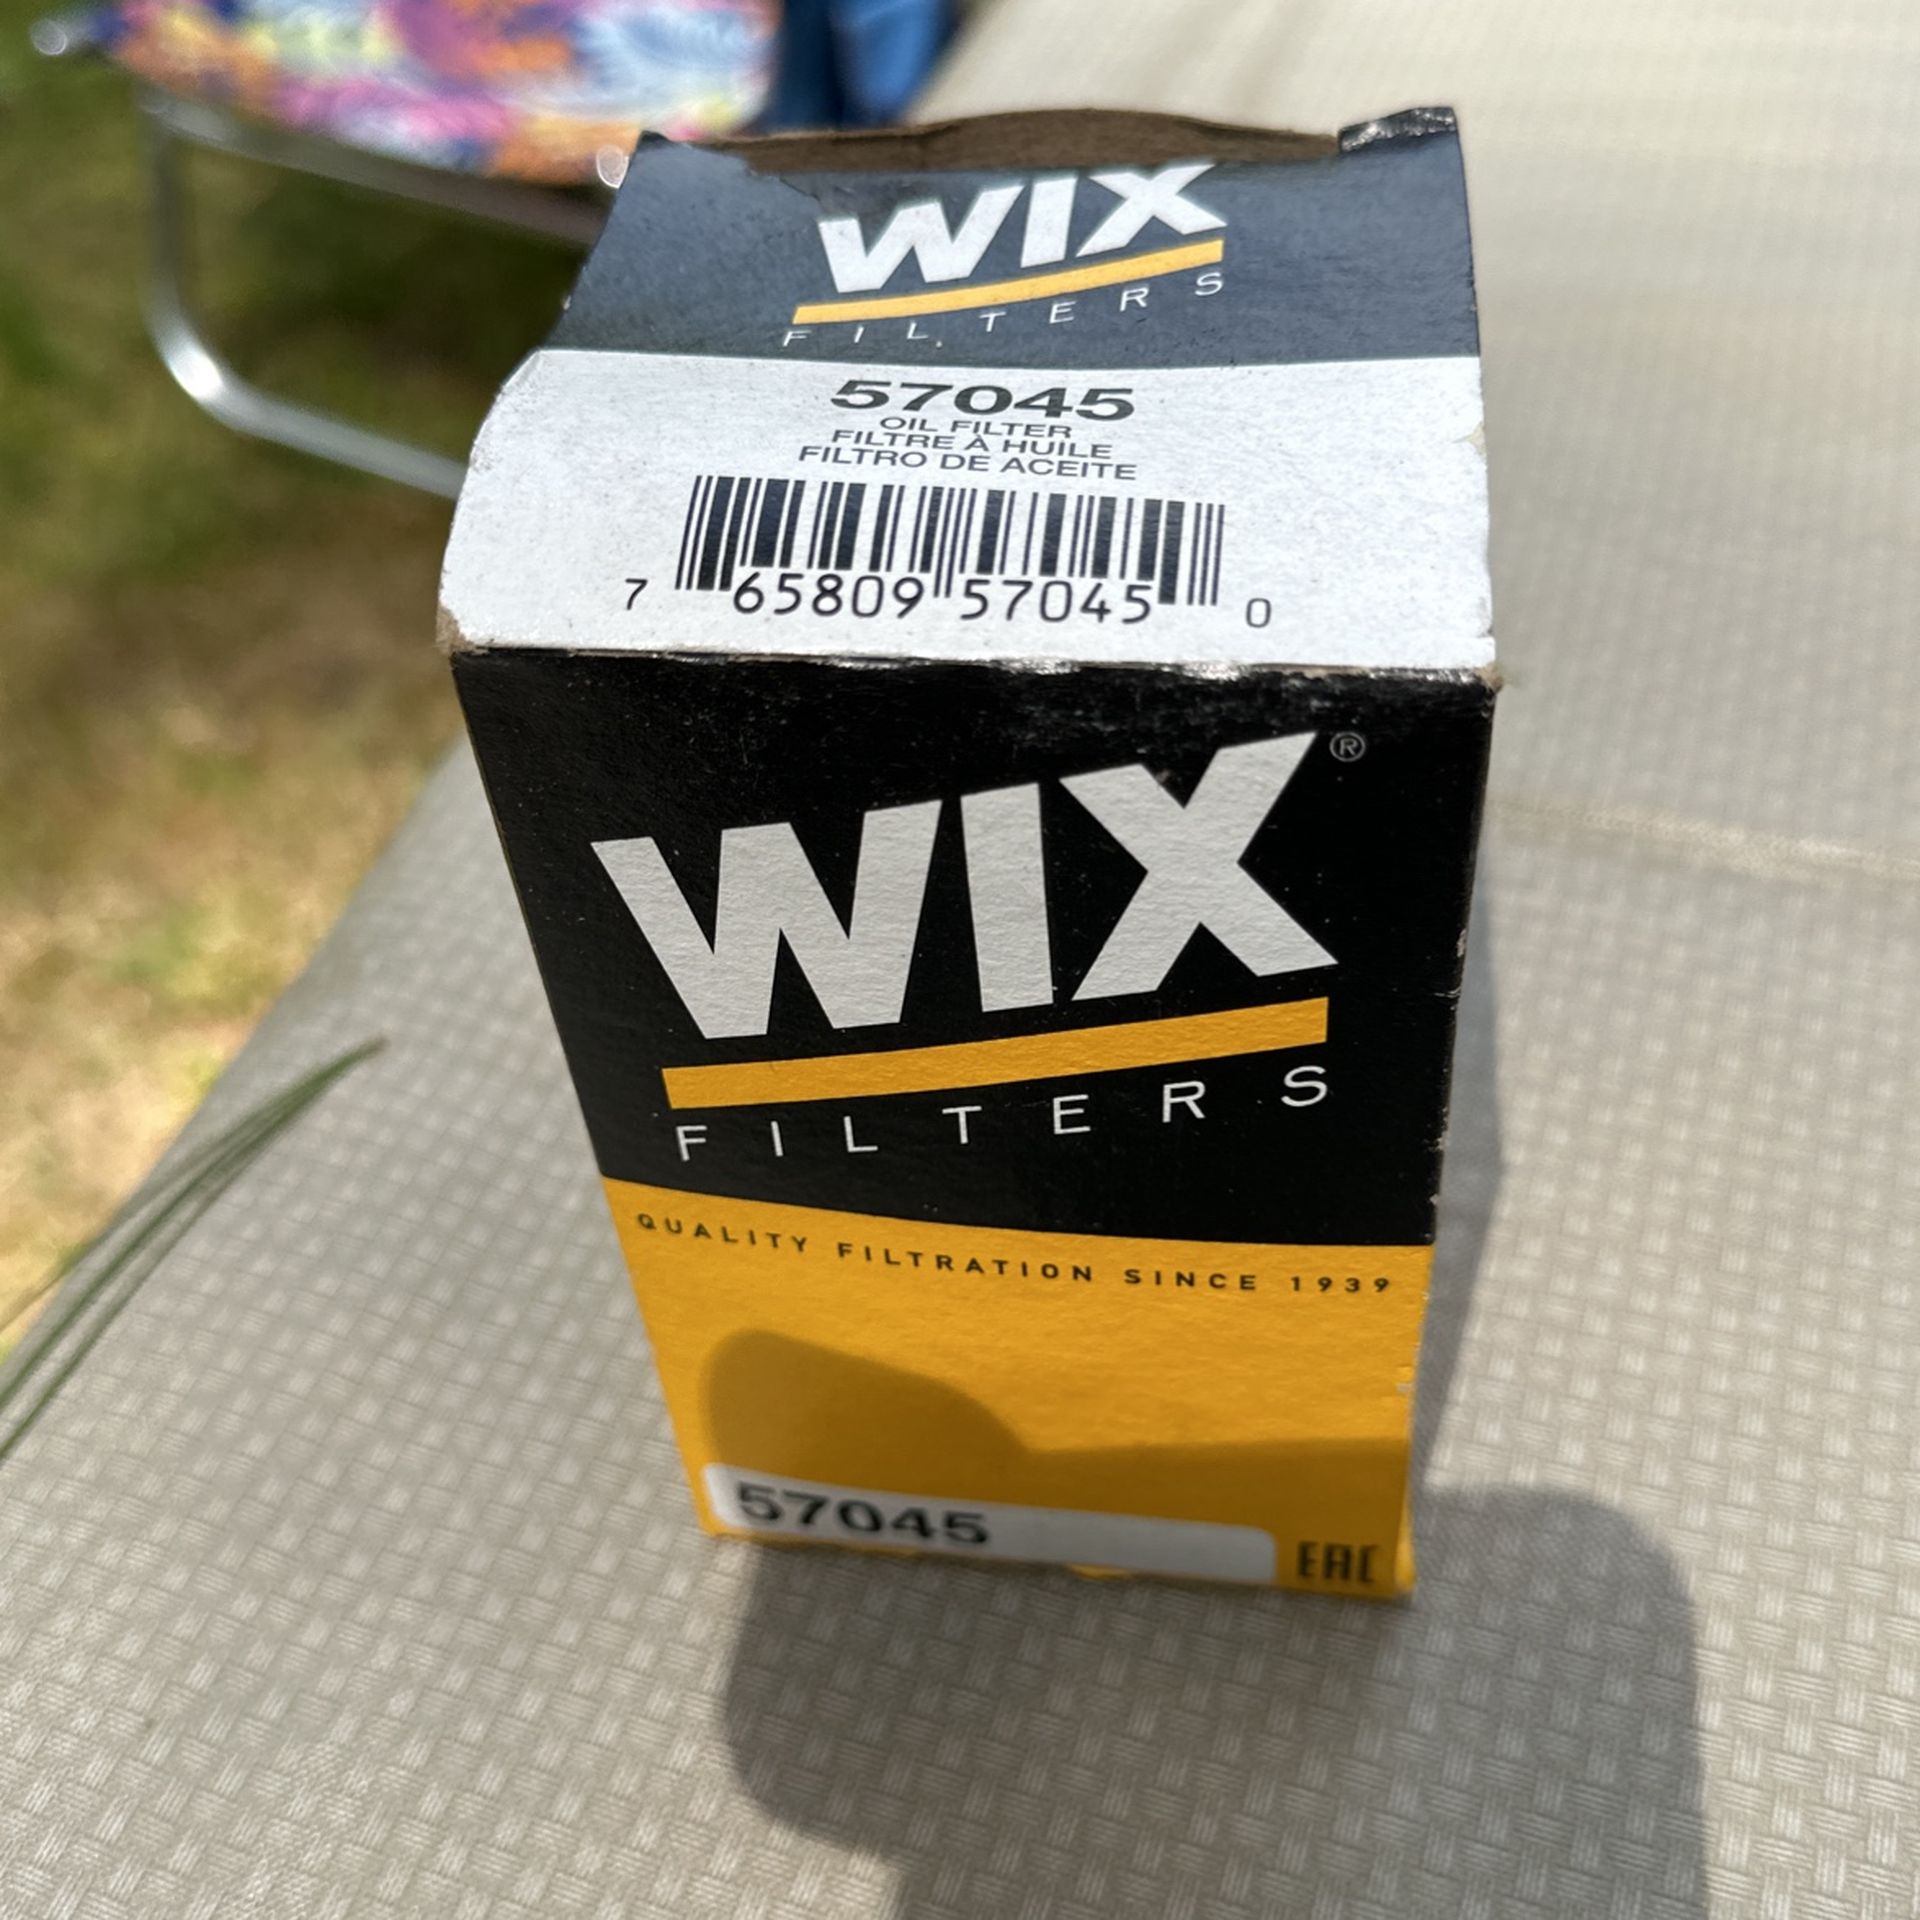 WIX
FILTERS
57045
OIL FILTER
FILTRE À HUILE
FILTRO DE ACEITE
7 65809 57045 0
WIX®
FILTERS
QUALITY FILTRATION SINCE 1939
57045
EAC